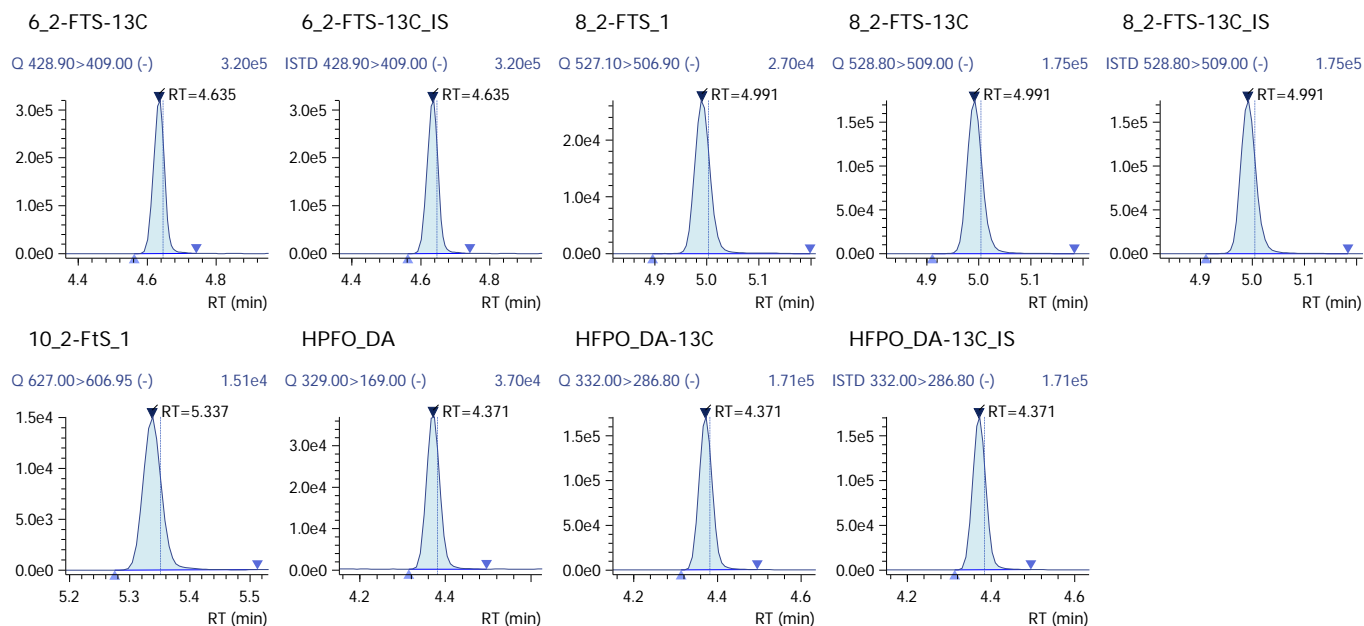 6_2-FTS-13C
6_2-FTS-13C_IS
8_2-FTS_1
8_2-FTS-13C
8_2-FTS-13C_IS
Q 428.90>409.00 (-) 3.20e5
ISTD 428.90>409.00 (-) 3.20e5
Q 527.10>506.90 (-) 2.70e4
Q 528.80>509.00 (-) 1.75e5
ISTD 528.80>509.00 (-) 1.75e5
RT=4.635
RT=4.635
RT=4.991
RT=4.991
RT=4.991
3.0e5
2.0e5
1.0e5
0.0e0
3.0e5
2.0e5
1.0e5
0.0e0
2.0e4
1.0e4
0.0e0
1.5e5
1.0e5
5.0e4
0.0e0
1.5e5
1.0e5
5.0e4
0.0e0
4.4 4.6 4.8
4.4 4.6 4.8
4.9 5.0 5.1
4.9 5.0 5.1
4.9 5.0 5.1
RT (min)
RT (min)
RT (min)
RT (min)
RT (min)
10_2-FtS_1
HPFO_DA
HFPO_DA-13C
HFPO_DA-13C_IS
Q 627.00>606.95 (-) 1.51e4
Q 329.00>169.00 (-) 3.70e4
Q 332.00>286.80 (-) 1.71e5
ISTD 332.00>286.80 (-) 1.71e5
RT=5.337
RT=4.371
RT=4.371
RT=4.371
1.5e4
1.0e4
5.0e3
0.0e0
3.0e4
2.0e4
1.0e4
0.0e0
1.5e5
1.0e5
5.0e4
0.0e0
1.5e5
1.0e5
5.0e4
0.0e0
5.2 5.3 5.4 5.5
4.2 4.4
4.2 4.4 4.6
4.2 4.4 4.6
RT (min)
RT (min)
RT (min)
RT (min)